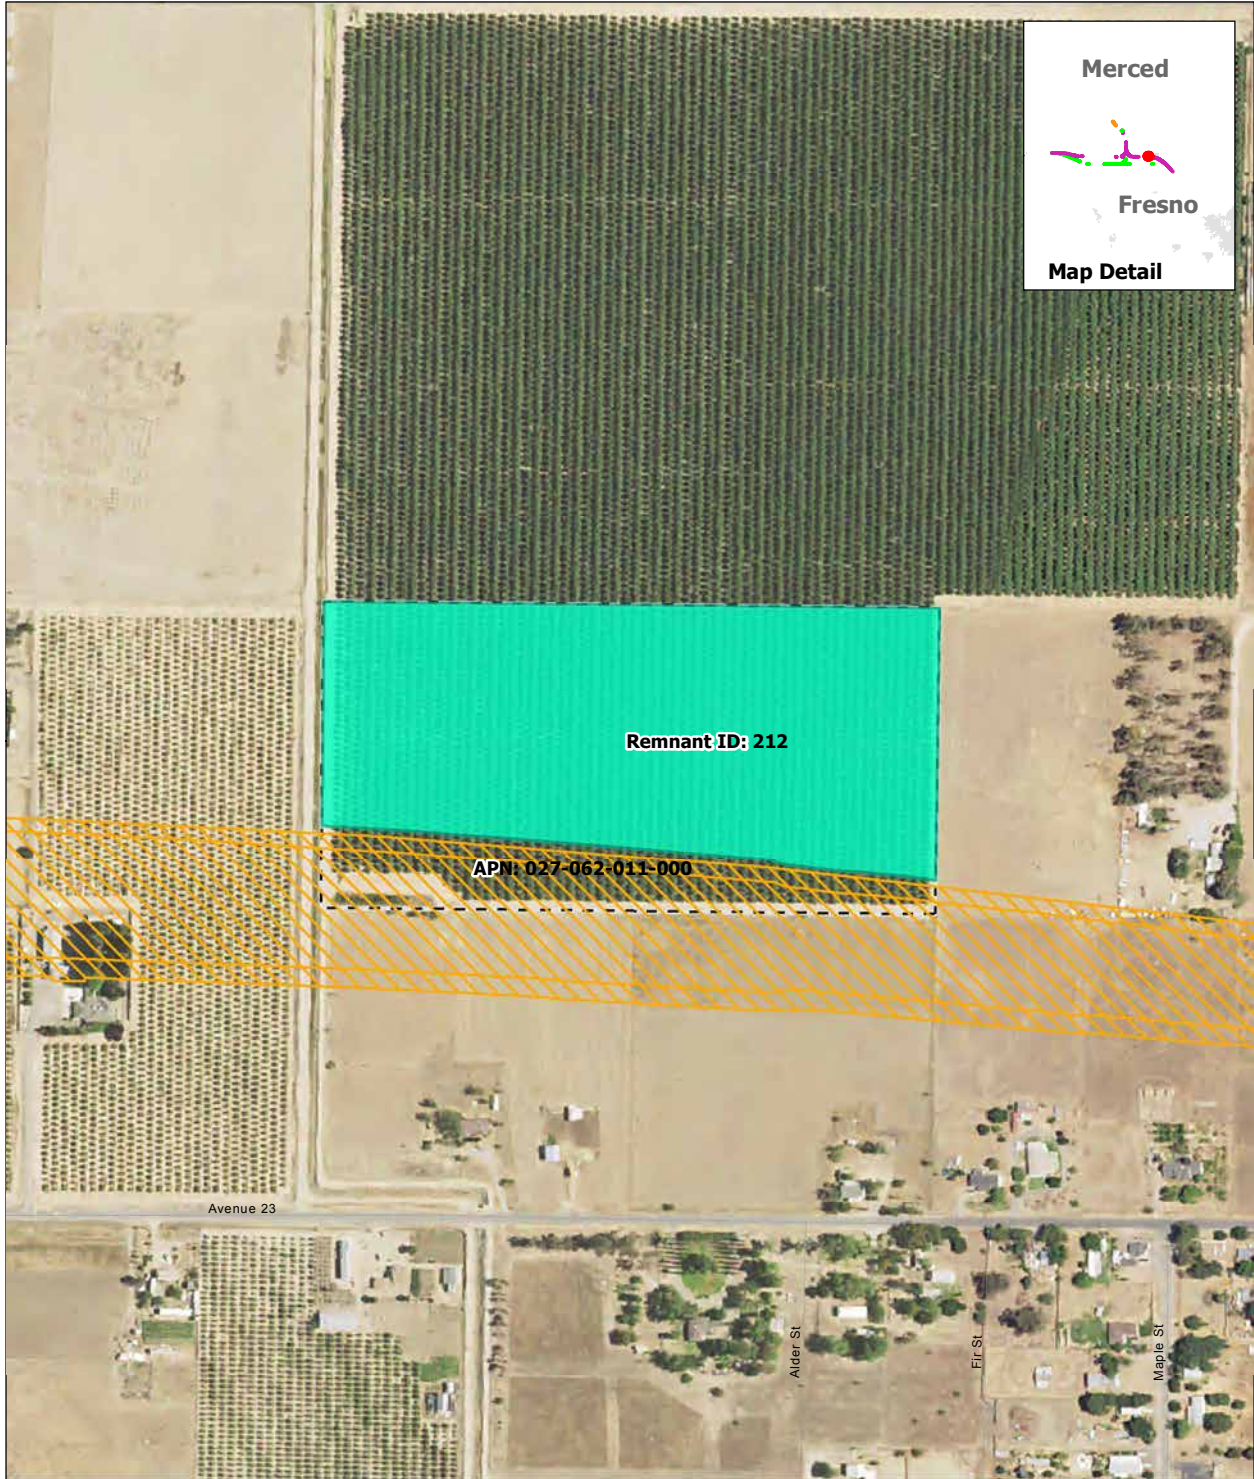 Merced
Fresno
Map Detail
Remnant ID: 212
APN: 027-062-011-000
Avenue 23
Alder St
Fir St
Maple St